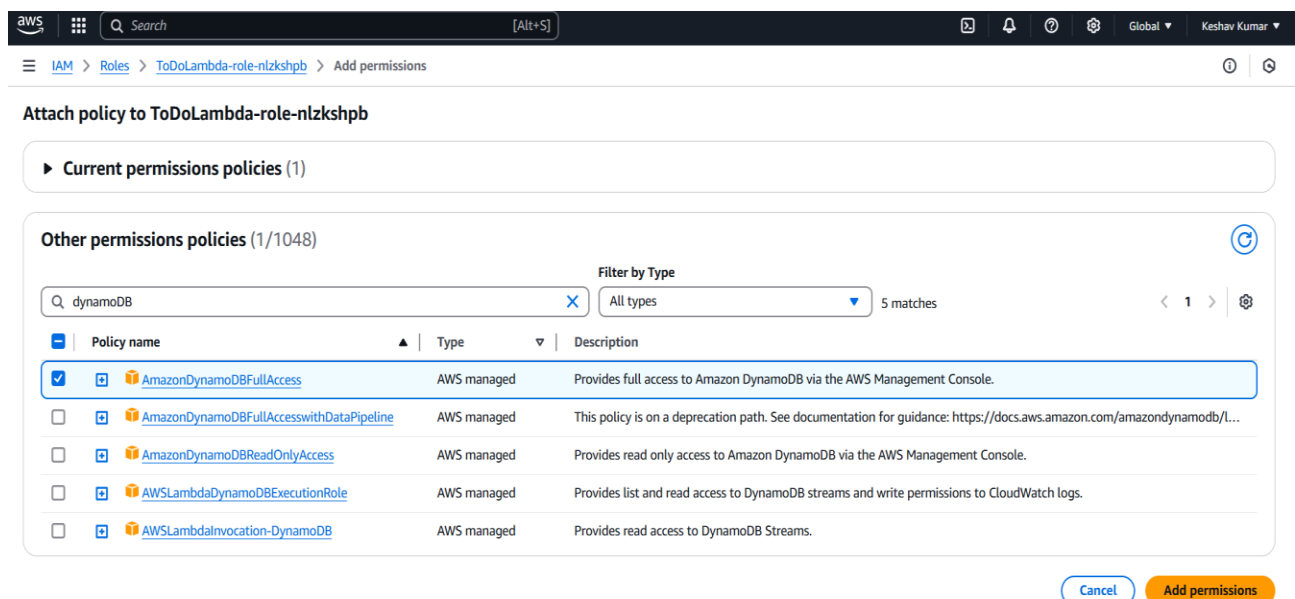 aws Search [Alt+S] Global Keshav Kumar
IAM > Roles > ToDoLambda-role-nlzkshpb > Add permissions
Attach policy to ToDoLambda-role-nlzkshpb
Current permissions policies (1)
Other permissions policies (1/1048)
Filter by Type
dynamoDB All types 5 matches 1
Policy name Type Description
AmazonDynamoDBFullAccess AWS managed Provides full access to Amazon DynamoDB via the AWS Management Console.
AmazonDynamoDBFullAccesswithDataPipeline AWS managed This policy is on a deprecation path. See documentation for guidance: https://docs.aws.amazon.com/amazondynamodb/l...
AmazonDynamoDBReadOnlyAccess AWS managed Provides read only access to Amazon DynamoDB via the AWS Management Console.
AWSLambdaDynamoDBExecutionRole AWS managed Provides list and read access to DynamoDB streams and write permissions to CloudWatch logs.
AWSLambdaInvocation-DynamoDB AWS managed Provides read access to DynamoDB Streams.
Cancel Add permissions